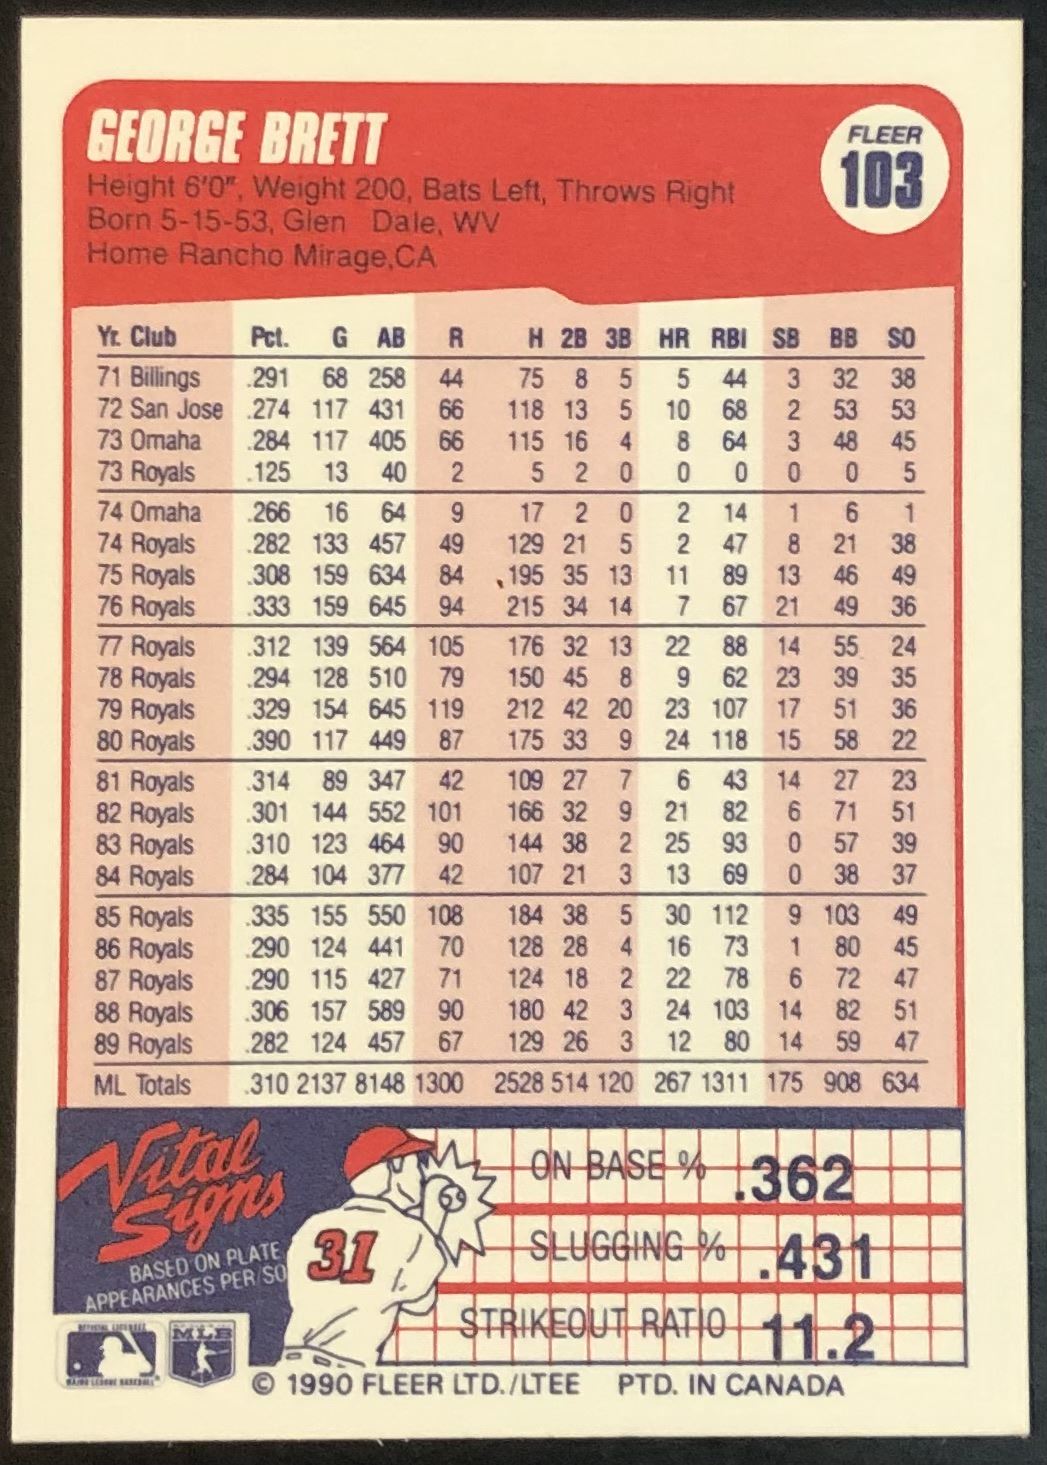 GEORGE BRETT
FLEER
103
Height 6'0", Weight 200, Bats Left, Throws Right
Born 5-15-53, Glen Dale, WV
Home Rancho Mirage,CA
Yr. Club Pct. G AB R H 2B 3B HR RBI SB BB SO
71 Billings .291 68 258 44 75 8 5 5 44 3 32 38
72 San Jose .274 117 431 66 118 13 5 10 68 2 53 53
73 Omaha .284 117 405 66 115 16 4 8 64 3 48 45
73 Royals .125 13 40 2 5 2 0 0 0 0 0 5
74 Omaha .266 16 64 9 17 2 0 2 14 1 6 1
74 Royals .282 133 457 49 129 21 5 2 47 8 21 38
75 Royals .308 159 634 84 195 35 13 11 89 13 46 49
76 Royals .333 159 645 94 215 34 14 7 67 21 49 36
77 Royals .312 139 564 105 176 32 13 22 88 14 55 24
78 Royals .294 128 510 79 150 45 8 9 62 23 39 35
79 Royals .329 154 645 119 212 42 20 23 107 17 51 36
80 Royals .390 117 449 87 175 33 9 24 118 15 58 22
81 Royals .314 89 347 42 109 27 7 6 43 14 27 23
82 Royals .301 144 552 101 166 32 9 21 82 6 71 51
83 Royals .310 123 464 90 144 38 2 25 93 0 57 39
84 Royals .284 104 377 42 107 21 3 13 69 0 38 37
85 Royals .335 155 550 108 184 38 5 30 112 9 103 49
86 Royals .290 124 441 70 128 28 4 16 73 1 80 45
87 Royals .290 115 427 71 124 18 2 22 78 6 72 47
88 Royals .306 157 589 90 180 42 3 24 103 14 82 51
89 Royals .282 124 457 67 129 26 3 12 80 14 59 47
ML Totals .310 2137 8148 1300 2528 514 120 267 1311 175 908 634
Vital
Signs
BASED ON PLATE
APPEARANCES PER/SO
31
ON BASE % .362
SLUGGING % .431
STRIKEOUT RATIO 11.2
OFFICIAL LICENSEE
MAJOR LEAGUE BASEBALL
MLB
© 1990 FLEER LTD./LTEE PTD. IN CANADA